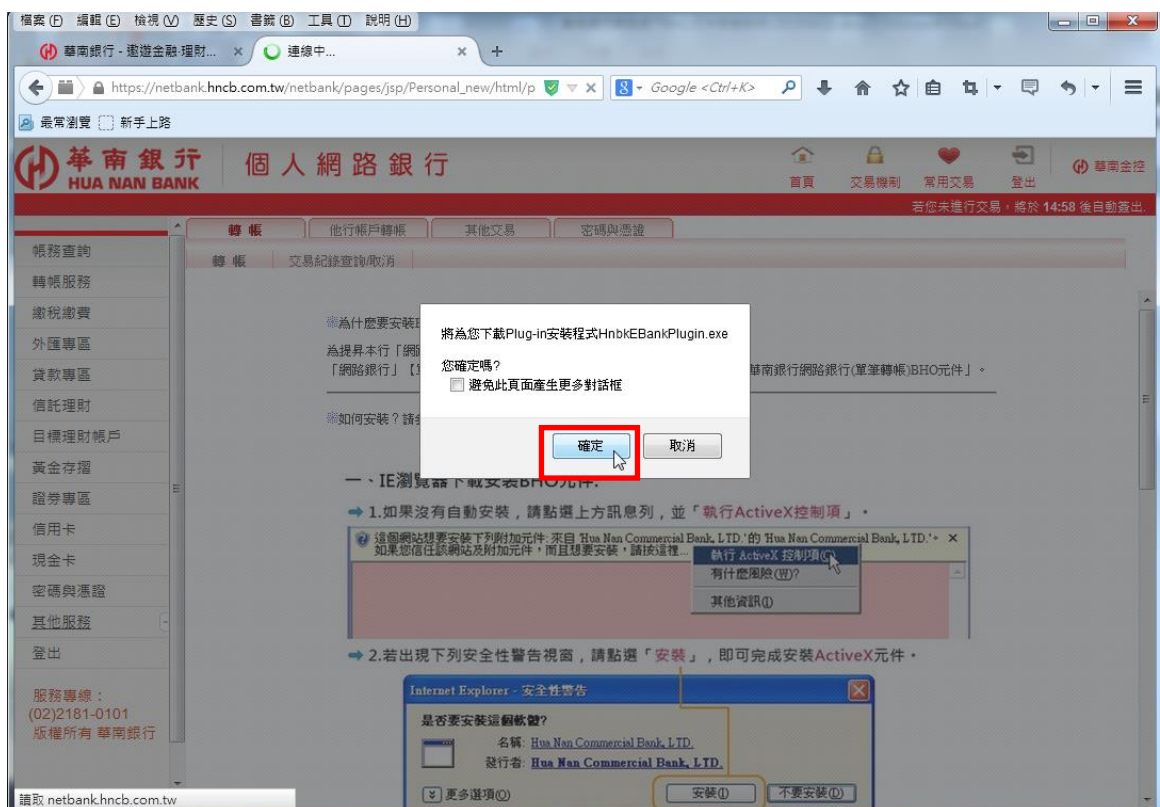 檔案(F) 編輯(E) 檢視(V) 歷史(S) 書籤(B) 工具(T) 說明(H)
華南銀行 - 遨遊金融‧理財... × 連線中... × +
https://netbank.hncb.com.tw/netbank/pages/jsp/Personal_new/html/p
Google <Ctrl+K>
最常瀏覽 新手上路
華南銀行 個人網路銀行
HUA NAN BANK
首頁 交易機制 常用交易 登出 華南金控
若您未進行交易，將於 14:58 後自動簽出.
轉帳 他行帳戶轉帳 其他交易 密碼與憑證
轉帳 交易紀錄查詢/取消
帳務查詢
轉帳服務
繳稅繳費
外匯專區
貸款專區
信託理財
目標理財帳戶
黃金存摺
證券專區
信用卡
現金卡
密碼與憑證
其他服務
登出
服務專線：
(02)2181-0101
版權所有 華南銀行
為什麼要安裝
為提昇本行「網
「網路銀行」【
華南銀行網路銀行(單筆轉帳)BHO元件」。
如何安裝？請
將為您下載Plug-in安裝程式HnbkEBankPlugin.exe
您確定嗎?
避免此頁面產生更多對話框
確定 取消
一、IE瀏覽器下載安裝BHO元件:
1.如果沒有自動安裝，請點選上方訊息列，並「執行ActiveX控制項」。
這個網站想要安裝下列附加元件: 來自 'Hua Nan Commercial Bank, LTD.' 的 'Hua Nan Commercial Bank, LTD.'。 ×
如果您信任該網站及附加元件，而且想要安裝，請按這裡...
執行 ActiveX 控制項(C)
有什麼風險(W)?
其他資訊(I)
2.若出現下列安全性警告視窗，請點選「安裝」，即可完成安裝ActiveX元件。
Internet Explorer - 安全性警告
是否要安裝這個軟體?
名稱: Hua Nan Commercial Bank, LTD.
發行者: Hua Nan Commercial Bank, LTD.
更多選項(O) 安裝(I) 不要安裝(D)
讀取 netbank.hncb.com.tw